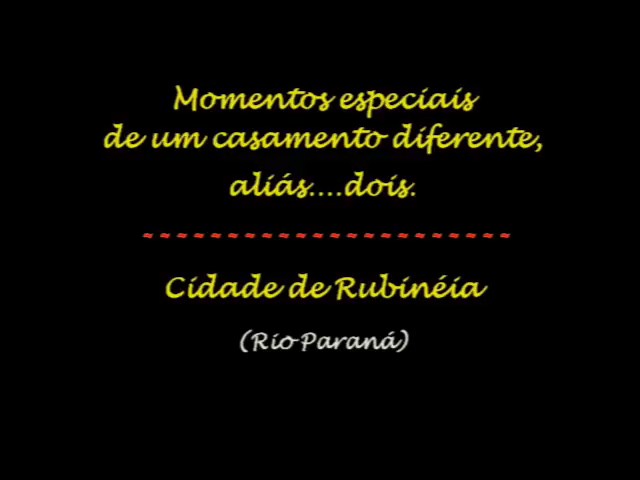 Momentos especiais
de um casamento diferente,
aliás....dois.
~~~~~~~~~~~~~~~~~~~~~~
Cidade de Rubinéia
(Rio Paraná)